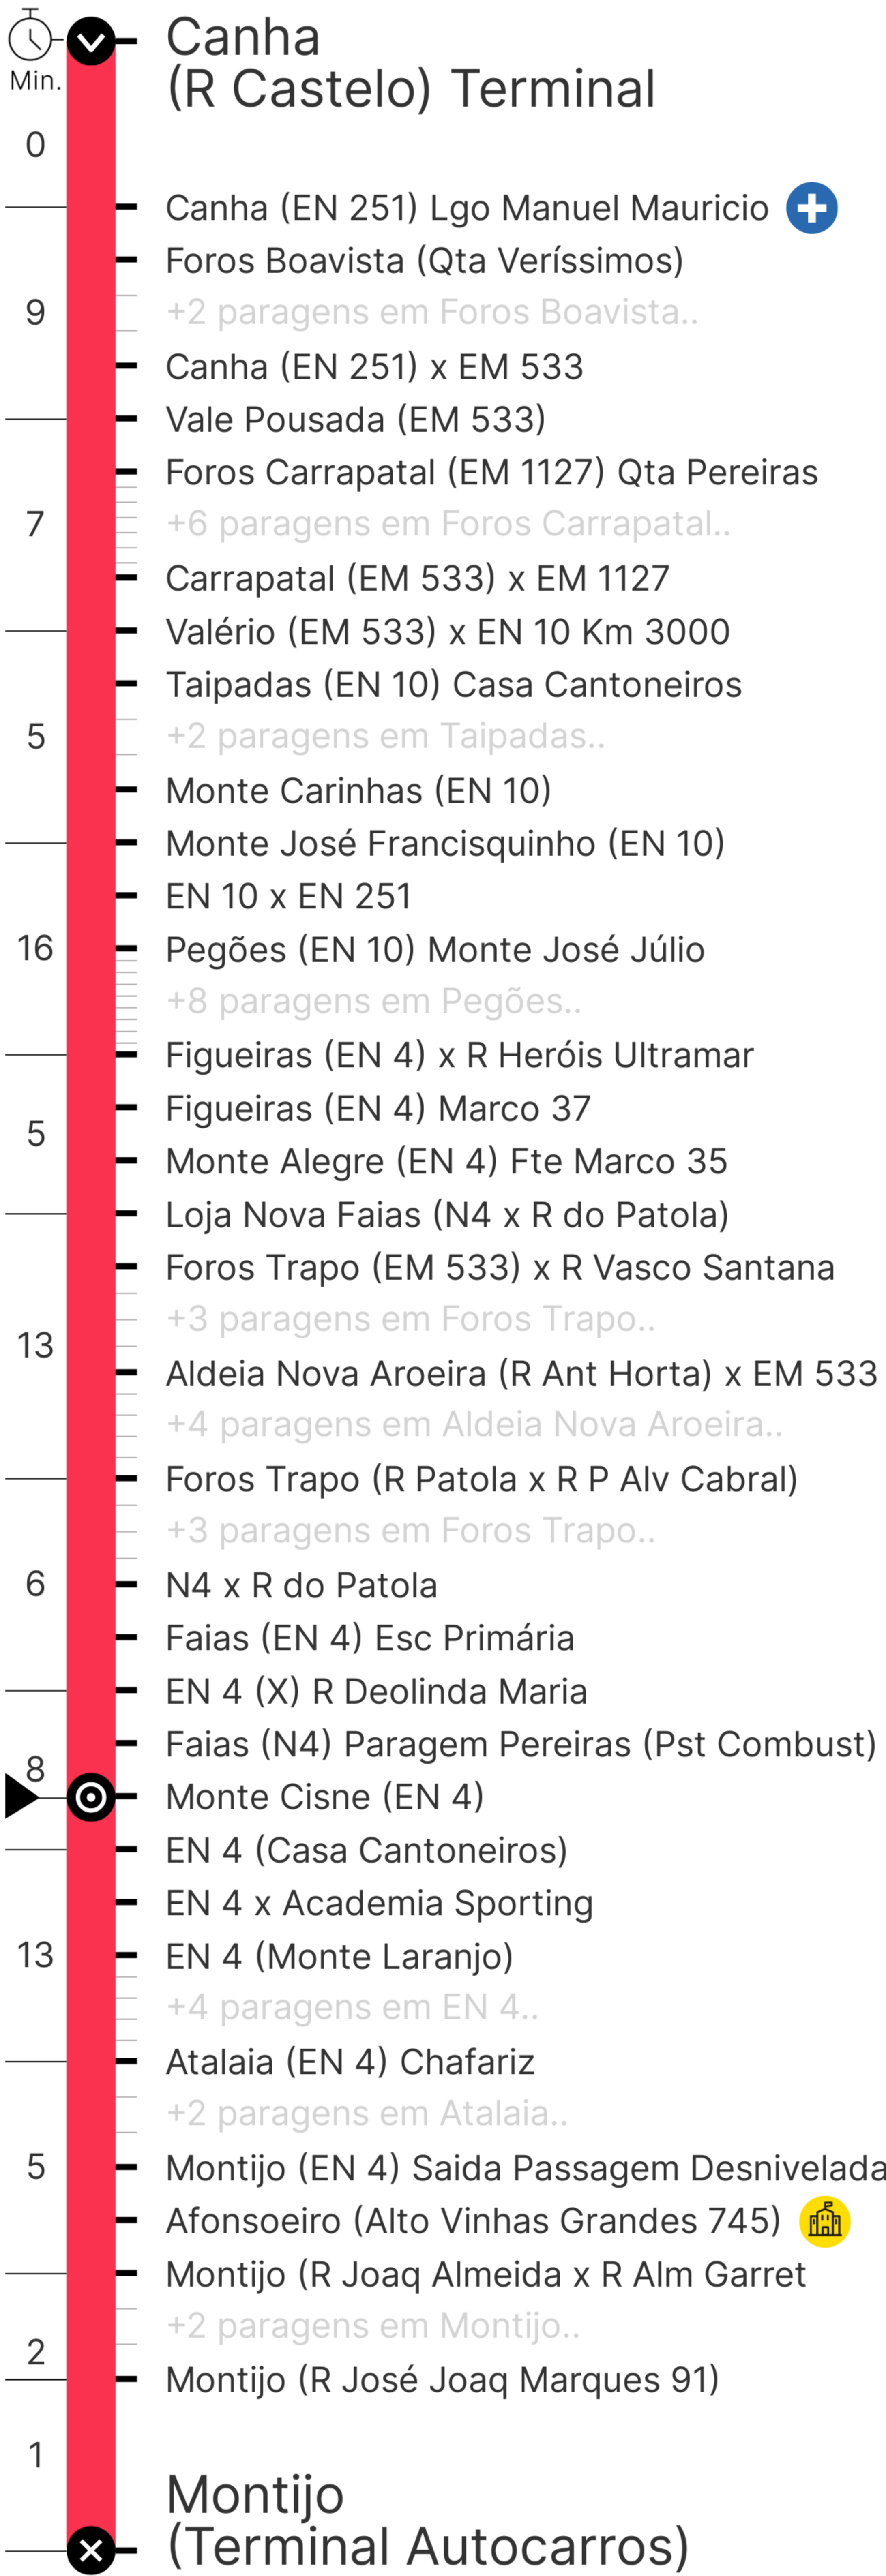 Canha
(R Castelo) Terminal
Min.
0
Canha (EN 251) Lgo Manuel Mauricio
Foros Boavista (Qta Veríssimos)
9
+2 paragens em Foros Boavista..
Canha (EN 251) x EM 533
Vale Pousada (EM 533)
Foros Carrapatal (EM 1127) Qta Pereiras
7
+6 paragens em Foros Carrapatal..
Carrapatal (EM 533) x EM 1127
Valério (EM 533) x EN 10 Km 3000
Taipadas (EN 10) Casa Cantoneiros
5
+2 paragens em Taipadas..
Monte Carinhas (EN 10)
Monte José Francisquinho (EN 10)
EN 10 x EN 251
16
Pegões (EN 10) Monte José Júlio
+8 paragens em Pegões..
Figueiras (EN 4) x R Heróis Ultramar
Figueiras (EN 4) Marco 37
5
Monte Alegre (EN 4) Fte Marco 35
Loja Nova Faias (N4 x R do Patola)
Foros Trapo (EM 533) x R Vasco Santana
+3 paragens em Foros Trapo..
13
Aldeia Nova Aroeira (R Ant Horta) x EM 533
+4 paragens em Aldeia Nova Aroeira..
Foros Trapo (R Patola x R P Alv Cabral)
+3 paragens em Foros Trapo..
6
N4 x R do Patola
Faias (EN 4) Esc Primária
EN 4 (X) R Deolinda Maria
Faias (N4) Paragem Pereiras (Pst Combust)
8
Monte Cisne (EN 4)
EN 4 (Casa Cantoneiros)
EN 4 x Academia Sporting
13
EN 4 (Monte Laranjo)
+4 paragens em EN 4..
Atalaia (EN 4) Chafariz
+2 paragens em Atalaia..
5
Montijo (EN 4) Saida Passagem Desnivelada
Afonsoeiro (Alto Vinhas Grandes 745)
Montijo (R Joaq Almeida x R Alm Garret
+2 paragens em Montijo..
2
Montijo (R José Joaq Marques 91)
1
Montijo
(Terminal Autocarros)